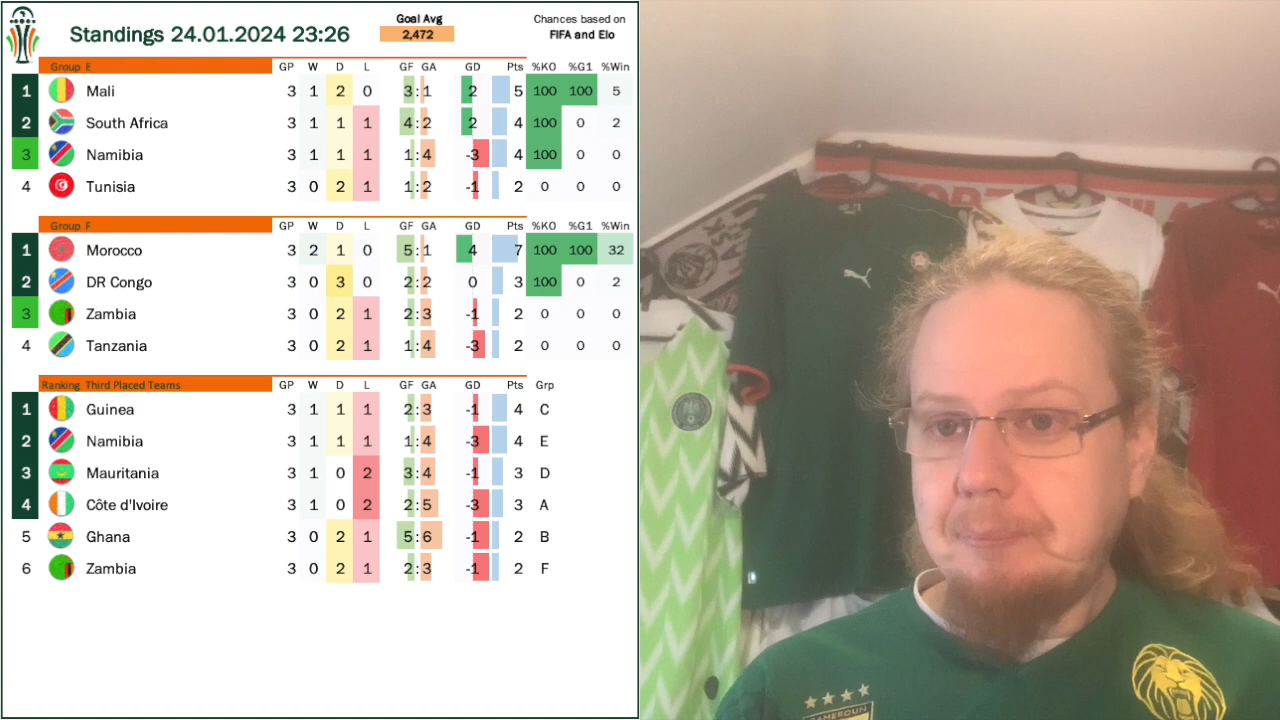 Standings 24.01.2024 23:26
Goal Avg
2,472
Chances based on
FIFA and Elo
Group E GP W D L GF GA GD Pts %KO %G1 %Win
1 Mali 3 1 2 0 3 : 1 2 5 100 100 5
2 South Africa 3 1 1 1 4 : 2 2 4 100 0 2
3 Namibia 3 1 1 1 1 : 4 -3 4 100 0 0
4 Tunisia 3 0 2 1 1 : 2 -1 2 0 0 0
Group F GP W D L GF GA GD Pts %KO %G1 %Win
1 Morocco 3 2 1 0 5 : 1 4 7 100 100 32
2 DR Congo 3 0 3 0 2 : 2 0 3 100 0 2
3 Zambia 3 0 2 1 2 : 3 -1 2 0 0 0
4 Tanzania 3 0 2 1 1 : 4 -3 2 0 0 0
Ranking Third Placed Teams GP W D L GF GA GD Pts Grp
1 Guinea 3 1 1 1 2 : 3 -1 4 C
2 Namibia 3 1 1 1 1 : 4 -3 4 E
3 Mauritania 3 1 0 2 3 : 4 -1 3 D
4 Côte d'Ivoire 3 1 0 2 2 : 5 -3 3 A
5 Ghana 3 0 2 1 5 : 6 -1 2 B
6 Zambia 3 0 2 1 2 : 3 -1 2 F
CAMEROUN